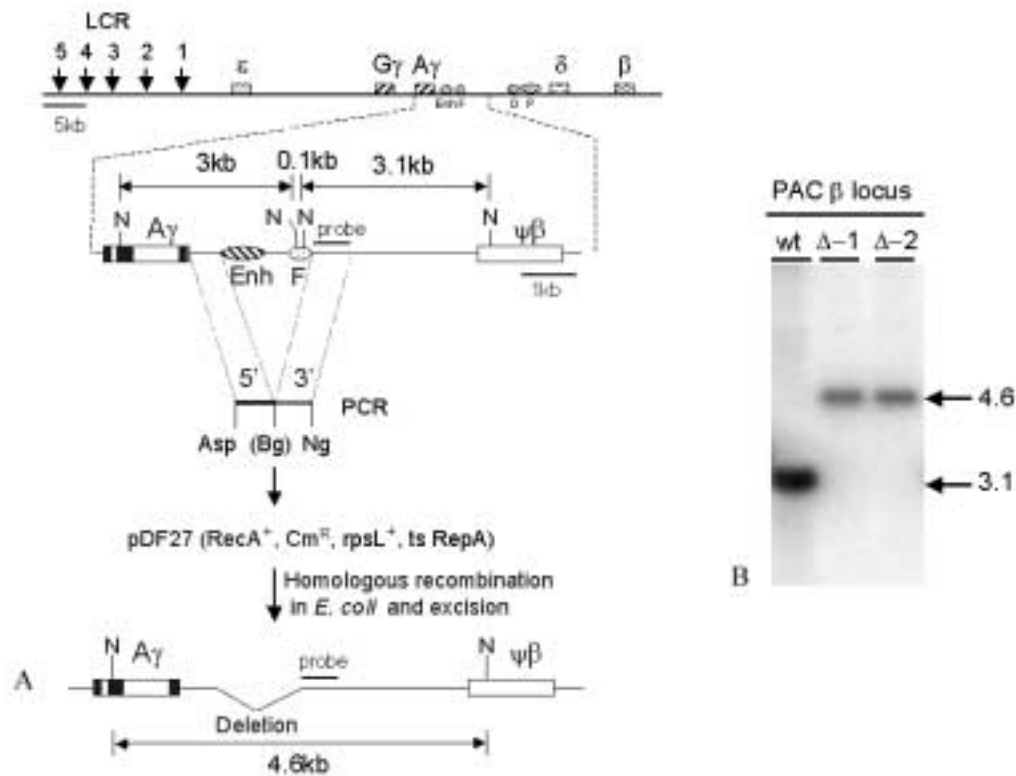 LCR
5 4 3 2 1
ε Gγ Aγ δ β
Enh F
5kb
3kb 0.1kb 3.1kb
N Aγ N N probe N ψβ
Enh F
1kb
5' 3'
PCR
Asp (Bg) Ng
pDF27 (RecA⁺, Cmᴿ, rpsL⁺, ts RepA)
Homologous recombination
in E. coli and excision
N Aγ probe N ψβ
A
Deletion
4.6kb
PAC β locus
wt Δ-1 Δ-2
4.6
3.1
B